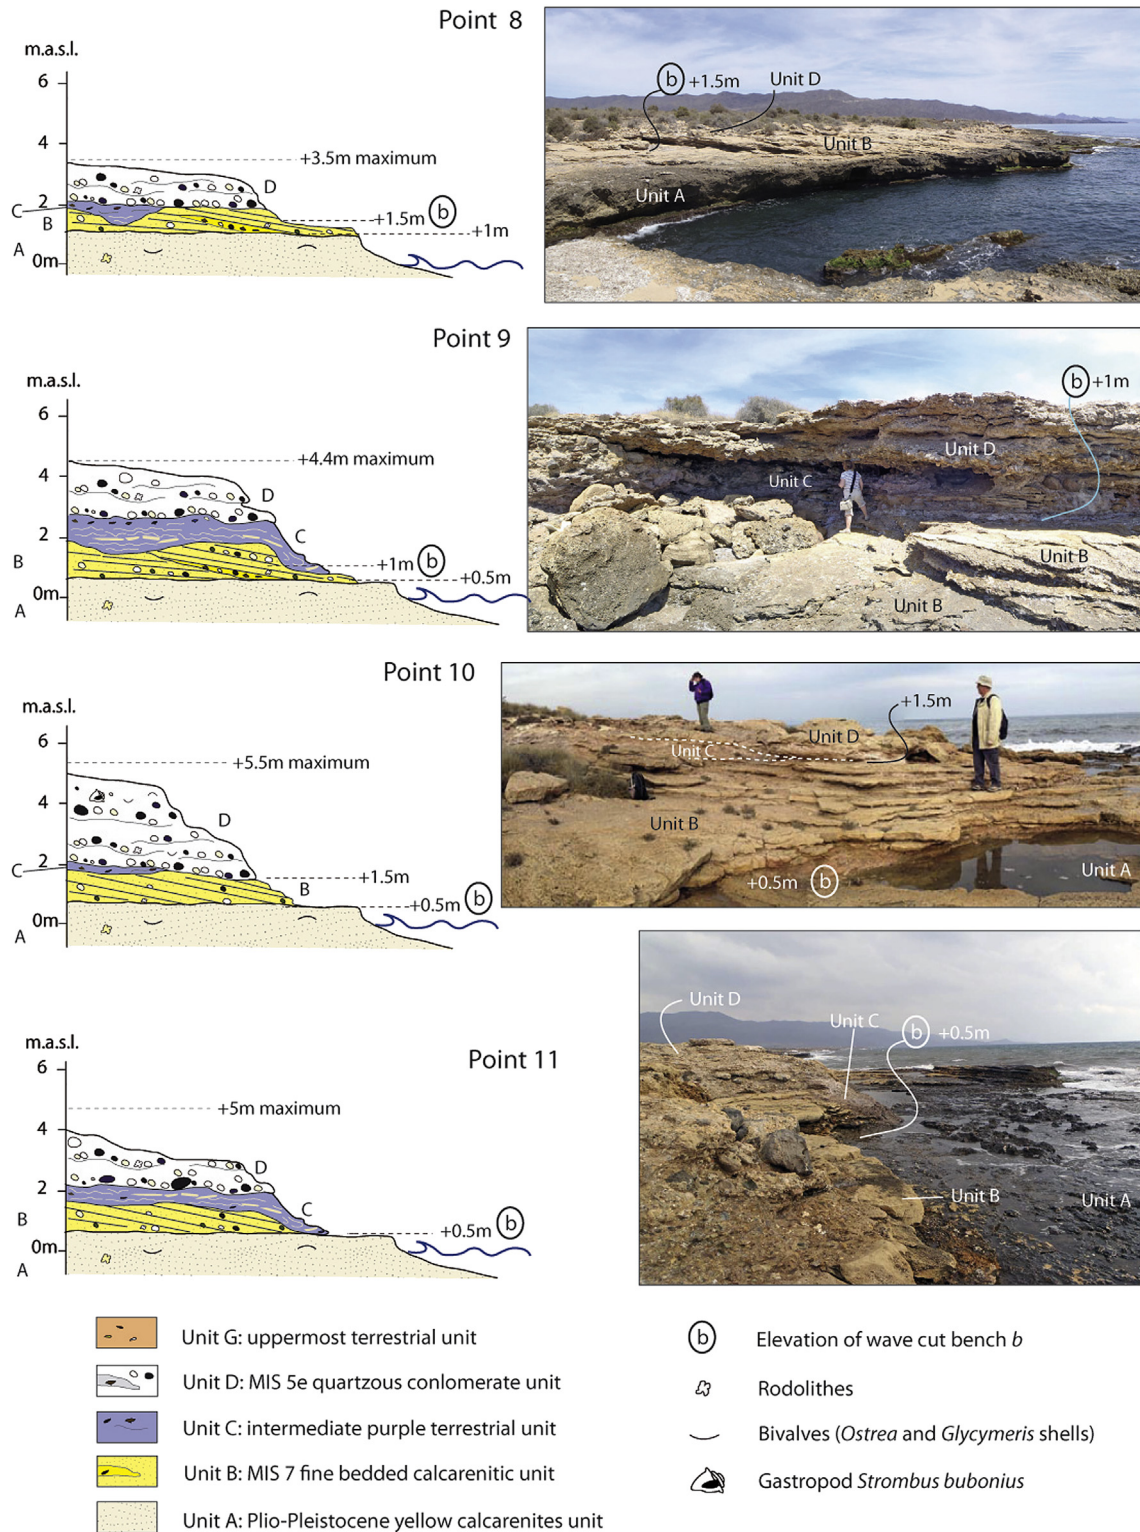 Point 8
m.a.s.l.
6
4
+3.5m maximum
D
C
2
B
+1.5m b
+1m
A
0m
b +1.5m
Unit D
Unit B
Unit A
Point 9
m.a.s.l.
6
+4.4m maximum
4
D
C
2
B
+1m b
+0.5m
0m
A
b +1m
Unit D
Unit C
Unit B
Unit B
Point 10
m.a.s.l.
6
+5.5m maximum
4
D
C
2
+1.5m
B
+0.5m b
0m
A
+1.5m
Unit D
Unit C
Unit B
+0.5m b
Unit A
Point 11
m.a.s.l.
6
+5m maximum
4
D
2
C
B
+0.5m b
0m
A
Unit D
Unit C
b +0.5m
Unit B
Unit A
Unit G: uppermost terrestrial unit
Unit D: MIS 5e quartzous conlomerate unit
Unit C: intermediate purple terrestrial unit
Unit B: MIS 7 fine bedded calcarenitic unit
Unit A: Plio-Pleistocene yellow calcarenites unit
b Elevation of wave cut bench b
Rodolithes
Bivalves (Ostrea and Glycymeris shells)
Gastropod Strombus bubonius